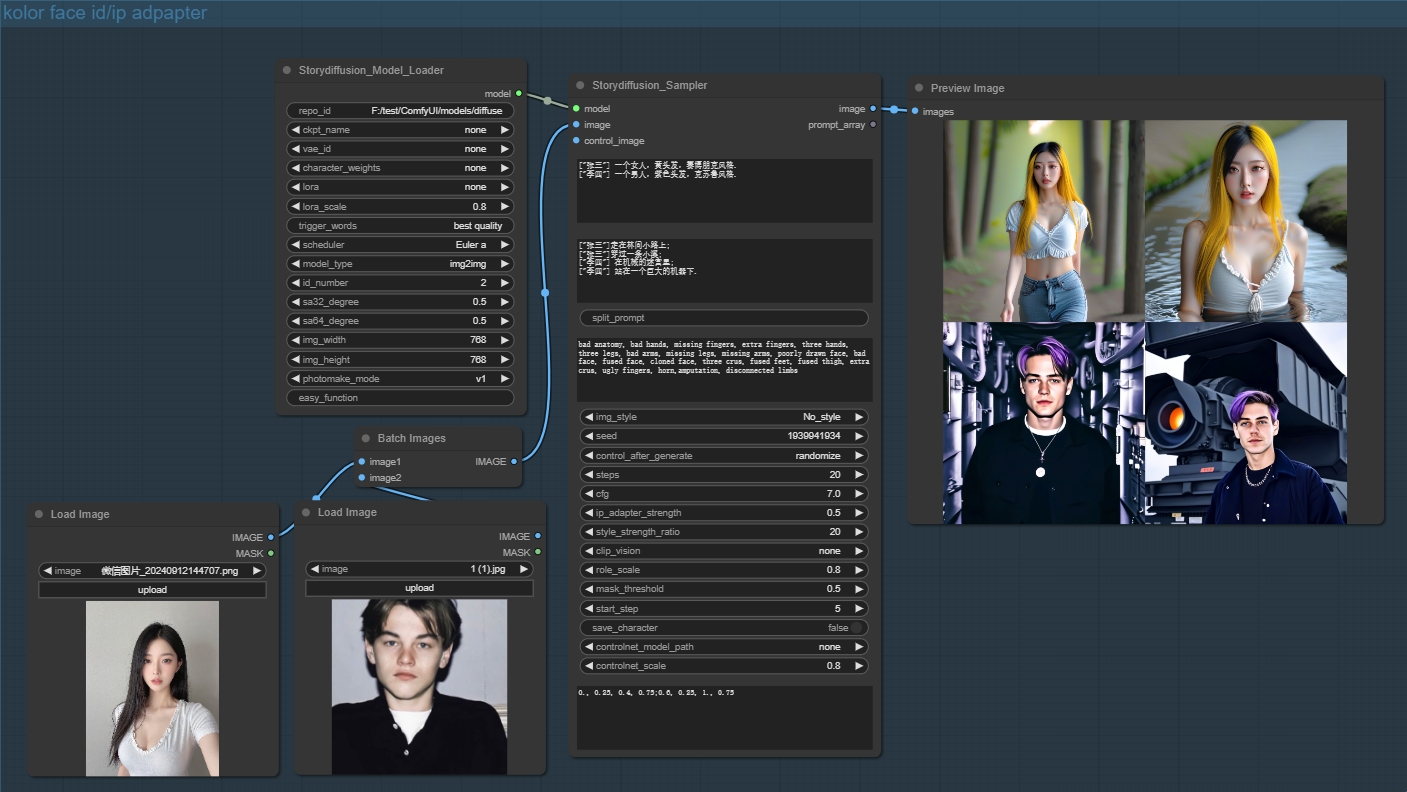 kolor face id/ip adpapter
Storydiffusion_Model_Loader
model
repo_id F:/test/ComfyUI/models/diffuse
ckpt_name none
vae_id none
character_weights none
lora none
lora_scale 0.8
trigger_words best quality
scheduler Euler a
model_type img2img
id_number 2
sa32_degree 0.5
sa64_degree 0.5
img_width 768
img_height 768
photomake_mode v1
easy_function
Batch Images
image1 IMAGE
image2
Load Image
IMAGE
MASK
image 微信图片_20240912144707.png
upload
Load Image
IMAGE
MASK
image 1 (1).jpg
upload
Storydiffusion_Sampler
model image
image prompt_array
control_image
["张三"] 一个女人，黄头发，赛博朋克风格.
["李四"] 一个男人，紫色头发，克苏鲁风格.
["张三"]走在林间小路上;
["张三"]穿过一条小溪;
["李四"] 在机械的迷宫里;
["李四"] 站在一个巨大的机器下.
split_prompt
bad anatomy, bad hands, missing fingers, extra fingers, three hands,
three legs, bad arms, missing legs, missing arms, poorly drawn face, bad
face, fused face, cloned face, three crus, fused feet, fused thigh, extra
crus, ugly fingers, horn,amputation, disconnected limbs
img_style No_style
seed 1939941934
control_after_generate randomize
steps 20
cfg 7.0
ip_adapter_strength 0.5
style_strength_ratio 20
clip_vision none
role_scale 0.8
mask_threshold 0.5
start_step 5
save_character false
controlnet_model_path none
controlnet_scale 0.8
0., 0.25, 0.4, 0.75;0.6, 0.25, 1., 0.75
Preview Image
images